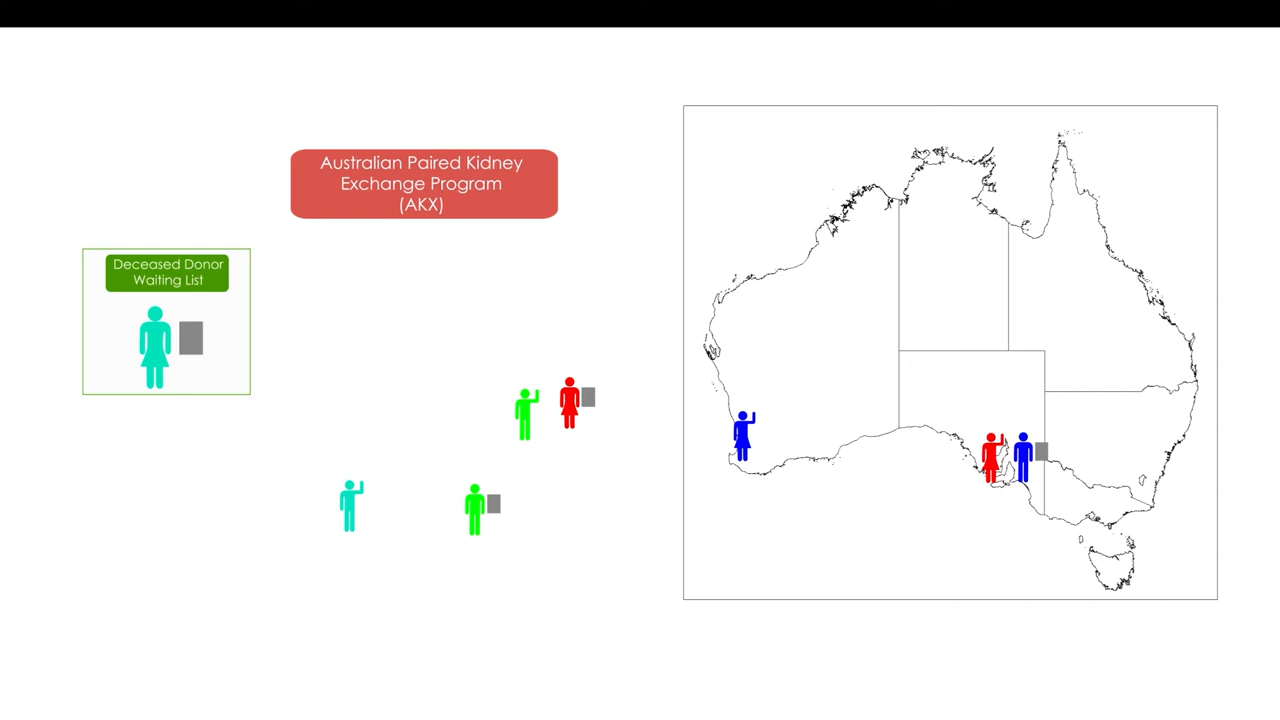 Australian Paired Kidney
Exchange Program
(AKX)
Deceased Donor
Waiting List